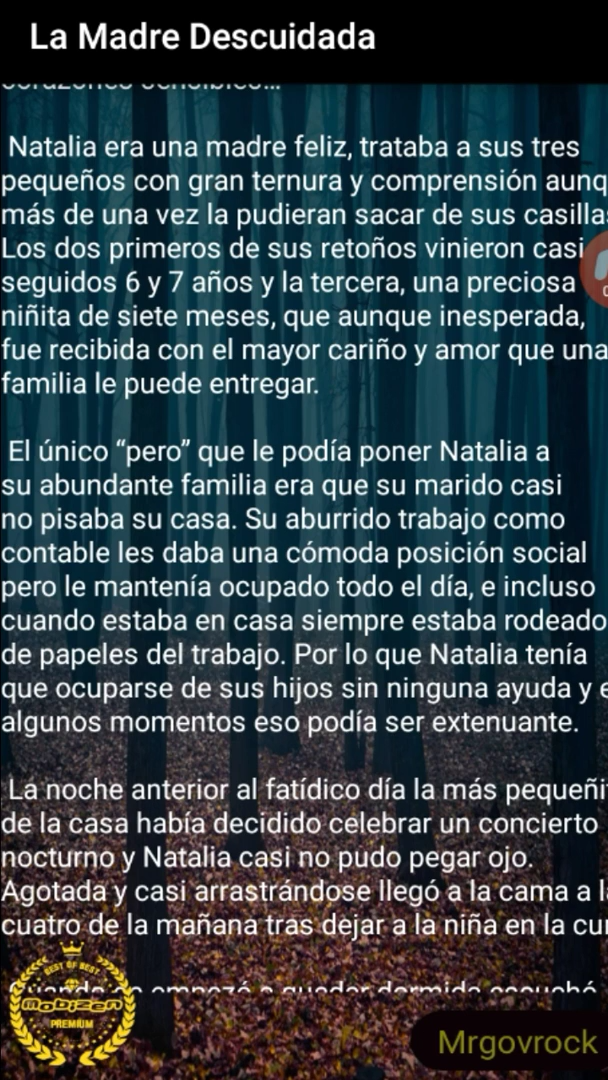 La Madre Descuidada
corazones sensibles...
Natalia era una madre feliz, trataba a sus tres
pequeños con gran ternura y comprensión aunq
más de una vez la pudieran sacar de sus casilla
Los dos primeros de sus retoños vinieron casi
seguidos 6 y 7 años y la tercera, una preciosa
niñita de siete meses, que aunque inesperada,
fue recibida con el mayor cariño y amor que una
familia le puede entregar.
El único “pero” que le podía poner Natalia a
su abundante familia era que su marido casi
no pisaba su casa. Su aburrido trabajo como
contable les daba una cómoda posición social
pero le mantenía ocupado todo el día, e incluso
cuando estaba en casa siempre estaba rodeado
de papeles del trabajo. Por lo que Natalia tenía
que ocuparse de sus hijos sin ninguna ayuda y e
algunos momentos eso podía ser extenuante.
La noche anterior al fatídico día la más pequeñi
de la casa había decidido celebrar un concierto
nocturno y Natalia casi no pudo pegar ojo.
Agotada y casi arrastrándose llegó a la cama a l
cuatro de la mañana tras dejar a la niña en la cu
empezó a quedar dormida escuchó
BEST OF BEST
Mobizen
PREMIUM
Mrgovrock